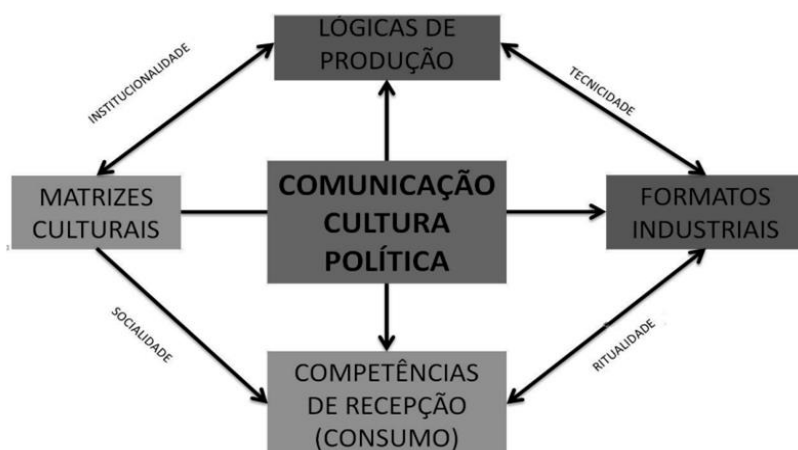 LÓGICAS DE
PRODUÇÃO
INSTITUCIONALIDADE
TECNICIDADE
MATRIZES
CULTURAIS
COMUNICAÇÃO
CULTURA
POLÍTICA
FORMATOS
INDUSTRIAIS
SOCIALIDADE
RITUALIDADE
COMPETÊNCIAS
DE RECEPÇÃO
(CONSUMO)